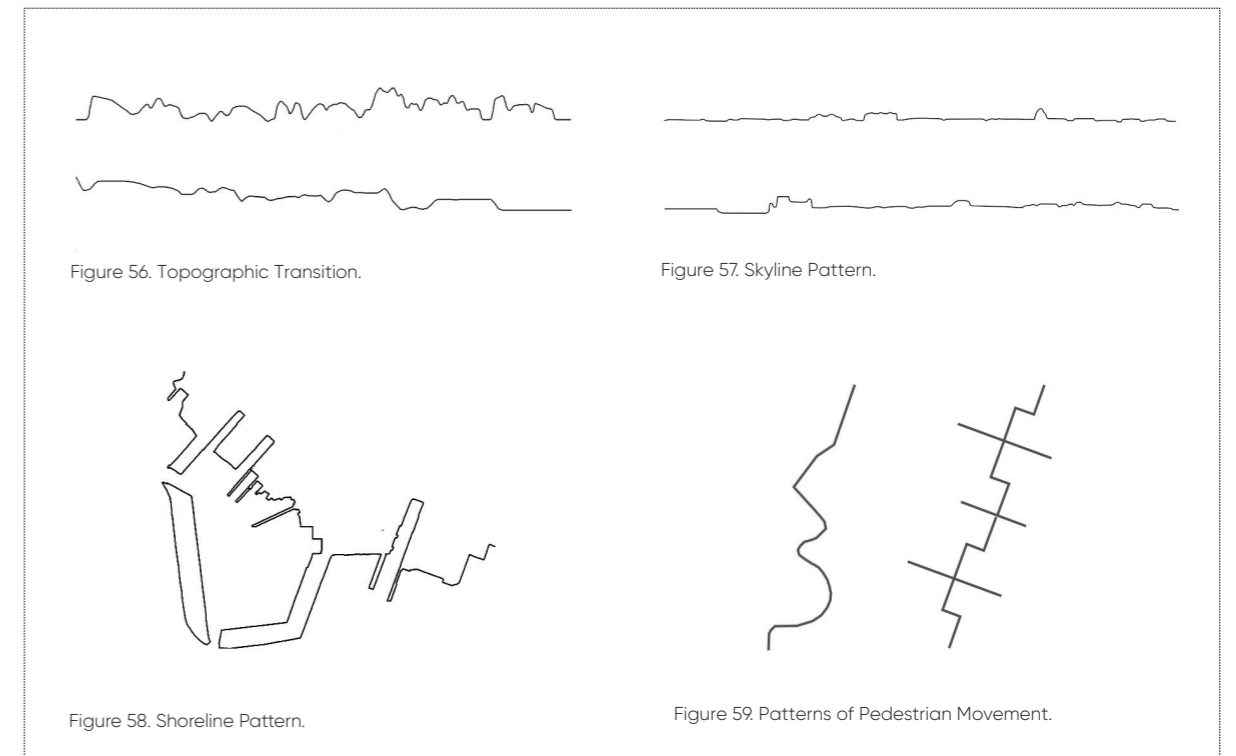 Figure 56. Topographic Transition.
Figure 57. Skyline Pattern.
Figure 58. Shoreline Pattern.
Figure 59. Patterns of Pedestrian Movement.